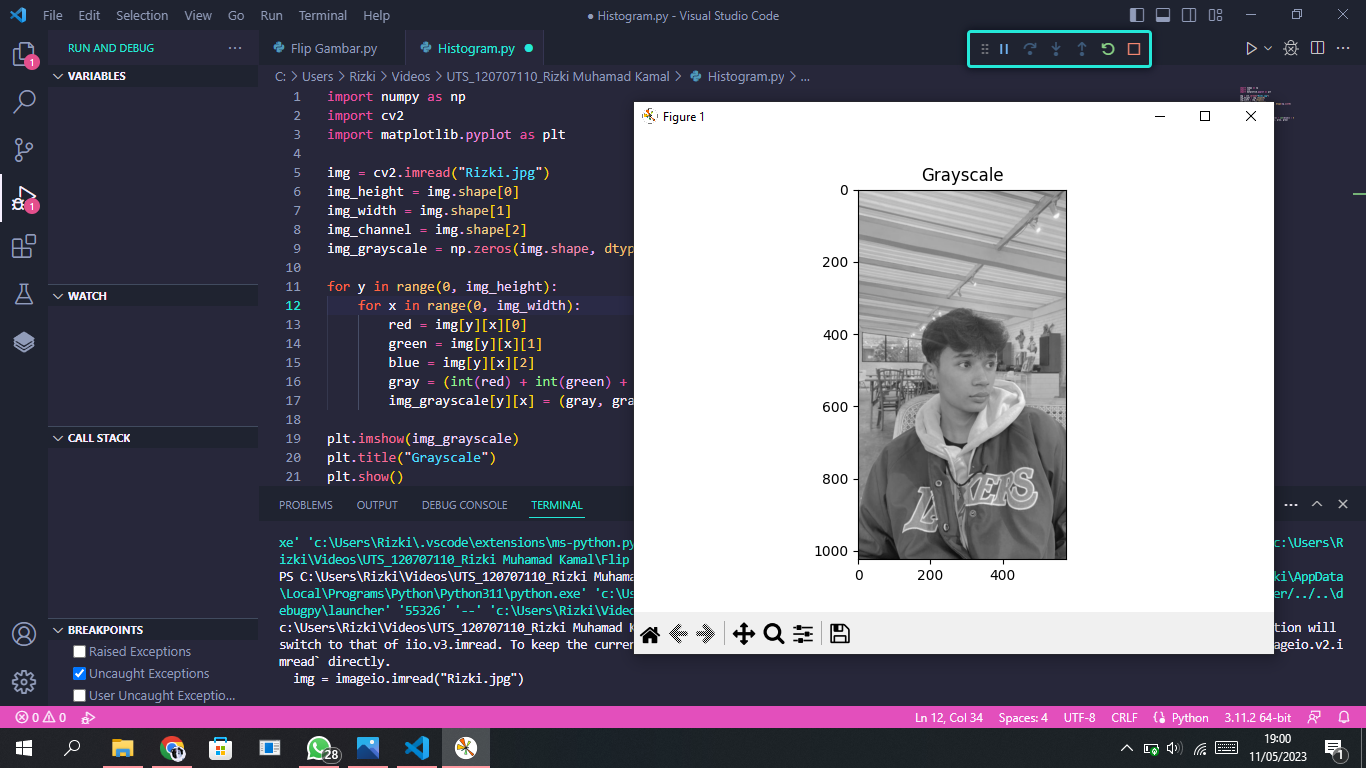 File Edit Selection View Go Run Terminal Help
● Histogram.py - Visual Studio Code
RUN AND DEBUG ...
Flip Gambar.py
Histogram.py ●
VARIABLES
WATCH
CALL STACK
BREAKPOINTS
Raised Exceptions
Uncaught Exceptions
User Uncaught Exceptio...
1
1
C: > Users > Rizki > Videos > UTS_120707110_Rizki Muhamad Kamal > Histogram.py > ...
1 import numpy as np
2 import cv2
3 import matplotlib.pyplot as plt
4
5 img = cv2.imread("Rizki.jpg")
6 img_height = img.shape[0]
7 img_width = img.shape[1]
8 img_channel = img.shape[2]
9 img_grayscale = np.zeros(img.shape, dtyp
10
11 for y in range(0, img_height):
12 for x in range(0, img_width):
13 red = img[y][x][0]
14 green = img[y][x][1]
15 blue = img[y][x][2]
16 gray = (int(red) + int(green) +
17 img_grayscale[y][x] = (gray, gra
18
19 plt.imshow(img_grayscale)
20 plt.title("Grayscale")
21 plt.show()
Figure 1
Grayscale
0
200
400
600
800
1000
0 200 400
LAKERS
PROBLEMS OUTPUT DEBUG CONSOLE TERMINAL
xe' 'c:\Users\Rizki\.vscode\extensions\ms-python.py
c:\Users\R
izki\Videos\UTS_120707110_Rizki Muhamad Kamal\Flip
PS C:\Users\Rizki\Videos\UTS_120707110_Rizki Muhama
ki\AppData
\Local\Programs\Python\Python311\python.exe' 'c:\Us
er/../..\d
ebugpy\launcher' '55326' '--' 'c:\Users\Rizki\Video
c:\Users\Rizki\Videos\UTS_120707110_Rizki Muhamad K
tion will
switch to that of iio.v3.imread. To keep the curren
ageio.v2.i
mread` directly.
img = imageio.imread("Rizki.jpg")
0 0
Ln 12, Col 34 Spaces: 4 UTF-8 CRLF Python 3.11.2 64-bit
28
19:00
11/05/2023
1